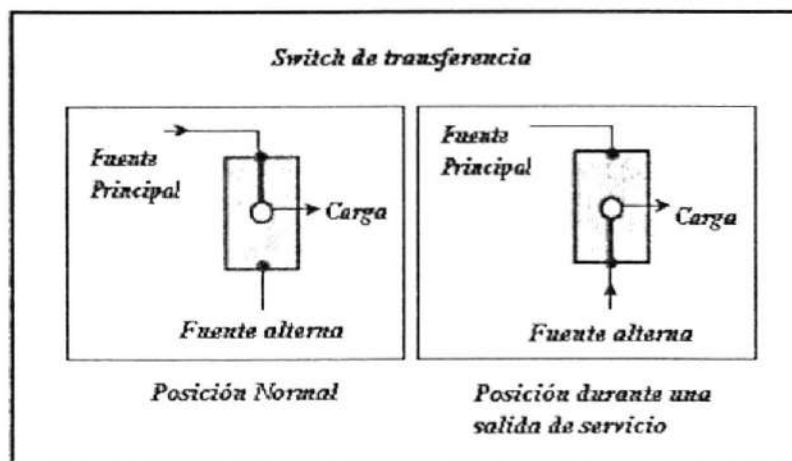 Switch de transferencia
Fuente
Principal
Carga
Fuente alterna
Posición Normal
Fuente
Principal
Carga
Fuente alterna
Posición durante una
salida de servicio